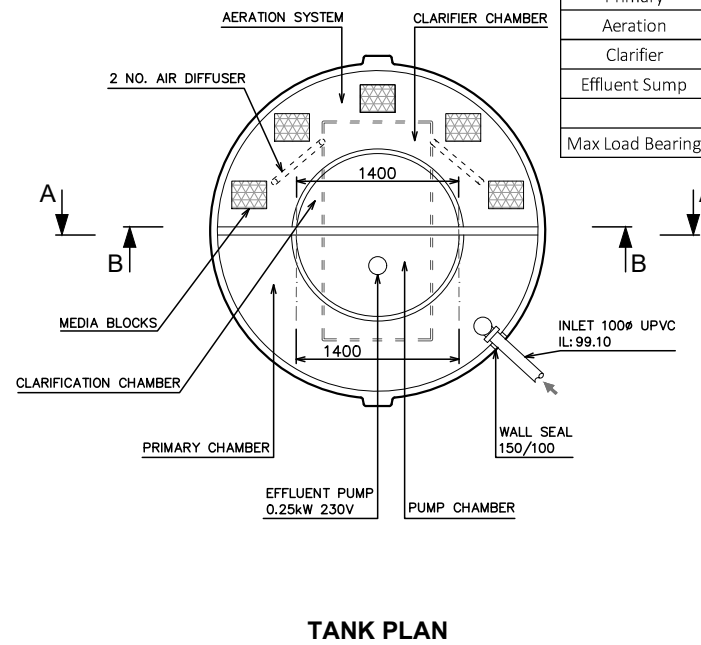 Primary
AERATION SYSTEM
CLARIFIER CHAMBER
Aeration
Clarifier
Effluent Sump
Max Load Bearing
2 NO. AIR DIFFUSER
1400
A
A
B
B
MEDIA BLOCKS
INLET 100ø UPVC
IL: 99.10
1400
CLARIFICATION CHAMBER
WALL SEAL
150/100
PRIMARY CHAMBER
EFFLUENT PUMP
0.25kW 230V
PUMP CHAMBER
TANK PLAN